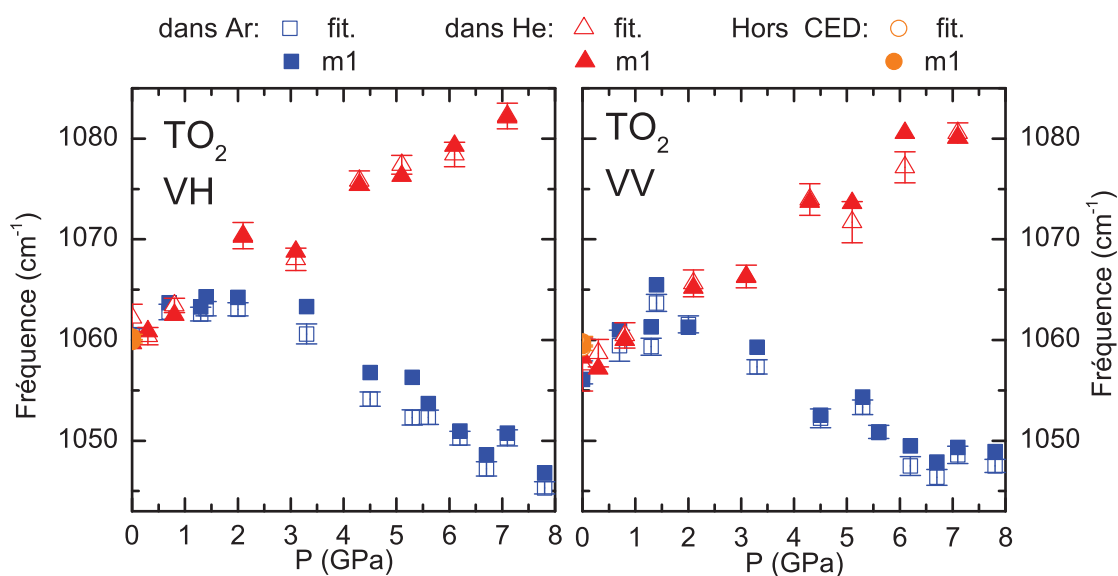 dans Ar: fit. dans He: fit. Hors CED: fit.
m1 m1 m1
TO2 TO2
VH VV
1080 1080
1070 1070
1060 1060
1050 1050
Fréquence (cm-1) Fréquence (cm-1)
0 1 2 3 4 5 6 7 8 0 1 2 3 4 5 6 7 8
P (GPa) P (GPa)